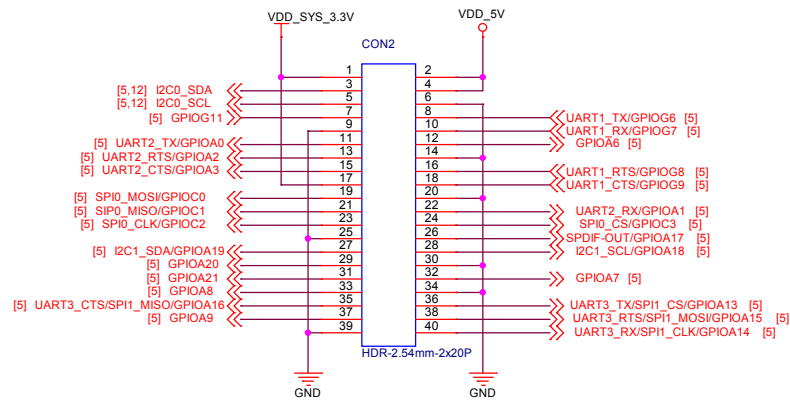 VDD_SYS_3.3V
VDD_5V
CON2
1 2
[5,12] I2C0_SDA 3 4
[5,12] I2C0_SCL 5 6
[5] GPIOG11 7 8 UART1_TX/GPIOG6 [5]
9 10 UART1_RX/GPIOG7 [5]
[5] UART2_TX/GPIOA0 11 12 GPIOA6 [5]
[5] UART2_RTS/GPIOA2 13 14
[5] UART2_CTS/GPIOA3 15 16 UART1_RTS/GPIOG8 [5]
17 18 UART1_CTS/GPIOG9 [5]
[5] SPI0_MOSI/GPIOC0 19 20
[5] SIP0_MISO/GPIOC1 21 22 UART2_RX/GPIOA1 [5]
[5] SPI0_CLK/GPIOC2 23 24 SPI0_CS/GPIOC3 [5]
25 26 SPDIF-OUT/GPIOA17 [5]
[5] I2C1_SDA/GPIOA19 27 28 I2C1_SCL/GPIOA18 [5]
[5] GPIOA20 29 30
[5] GPIOA21 31 32 GPIOA7 [5]
[5] GPIOA8 33 34
[5] UART3_CTS/SPI1_MISO/GPIOA16 35 36 UART3_TX/SPI1_CS/GPIOA13 [5]
[5] GPIOA9 37 38 UART3_RTS/SPI1_MOSI/GPIOA15 [5]
39 40 UART3_RX/SPI1_CLK/GPIOA14 [5]
HDR-2.54mm-2x20P
GND
GND